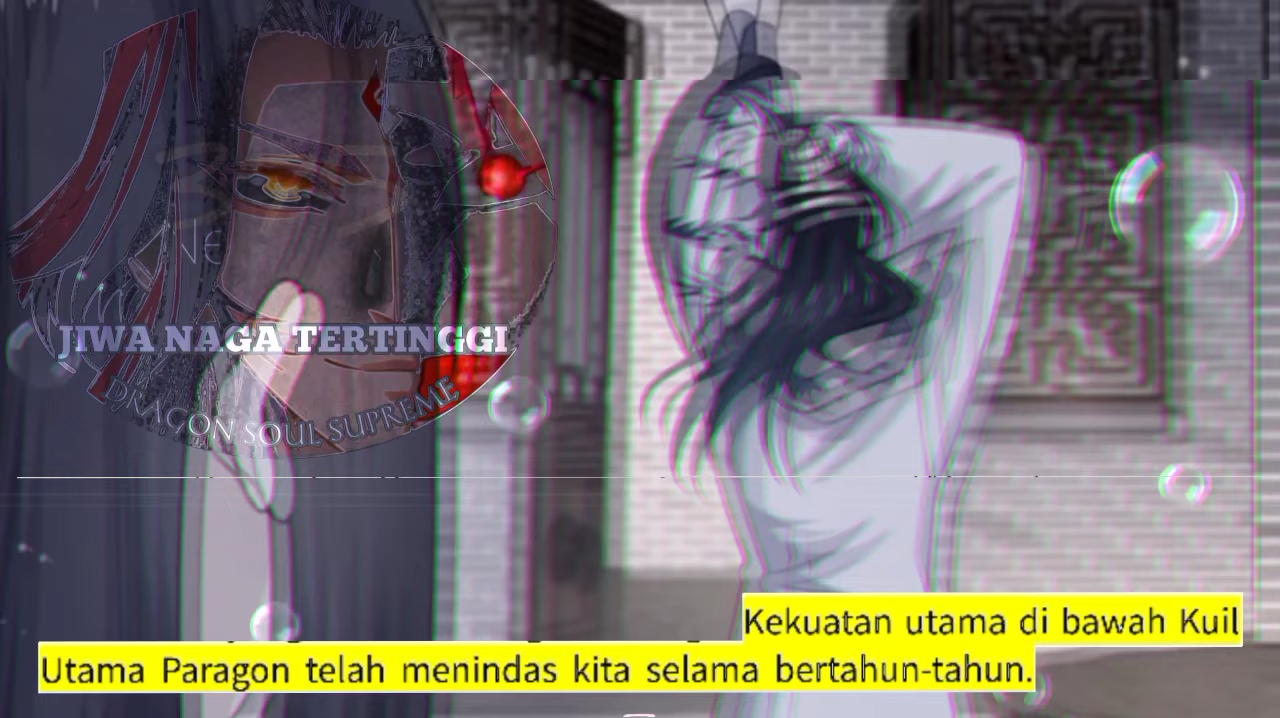 JIWA NAGA TERTINGGI
DRAGON SOUL SUPREME
Kekuatan utama di bawah Kuil
Utama Paragon telah menindas kita selama bertahun-tahun.